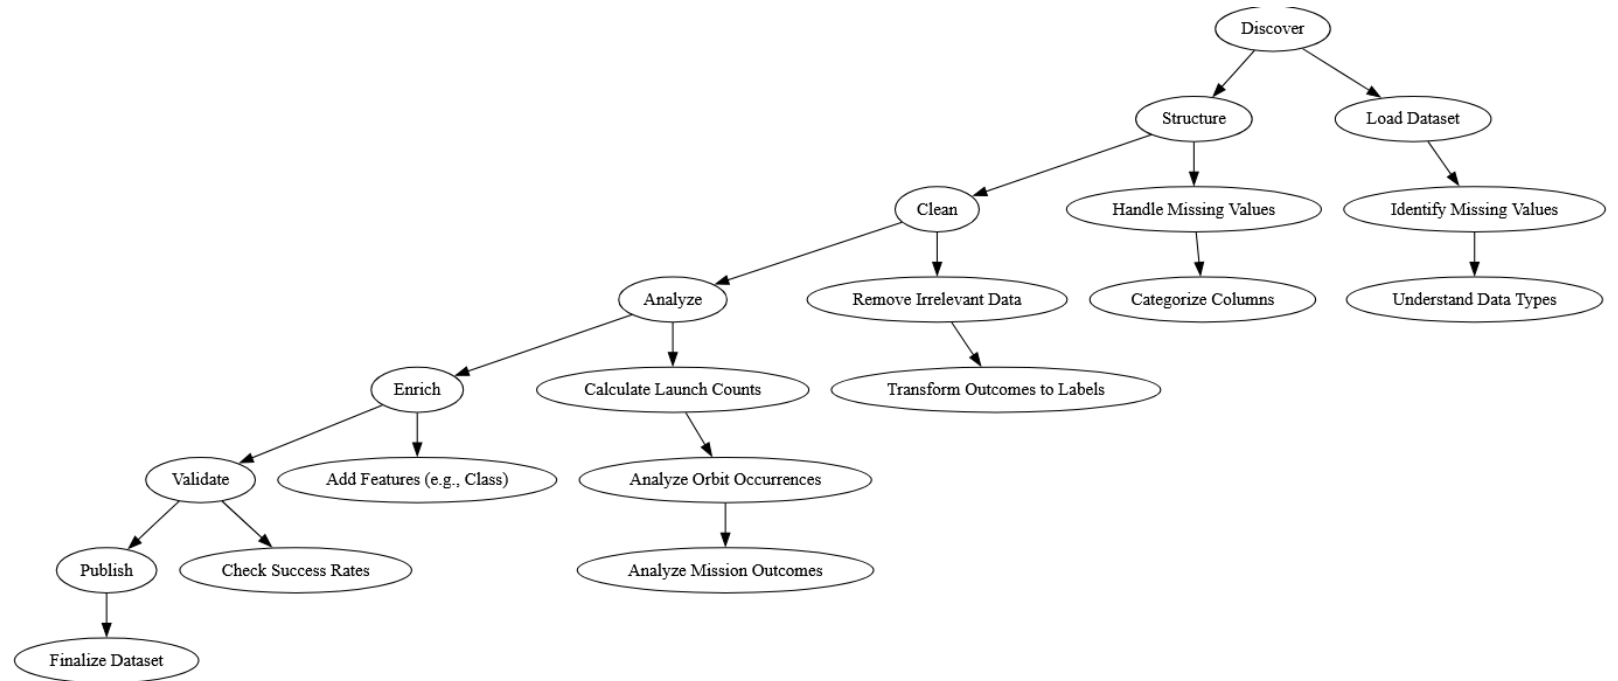 Discover
Structure
Load Dataset
Clean
Handle Missing Values
Identify Missing Values
Analyze
Remove Irrelevant Data
Categorize Columns
Understand Data Types
Enrich
Calculate Launch Counts
Transform Outcomes to Labels
Validate
Add Features (e.g., Class)
Analyze Orbit Occurrences
Publish
Check Success Rates
Analyze Mission Outcomes
Finalize Dataset